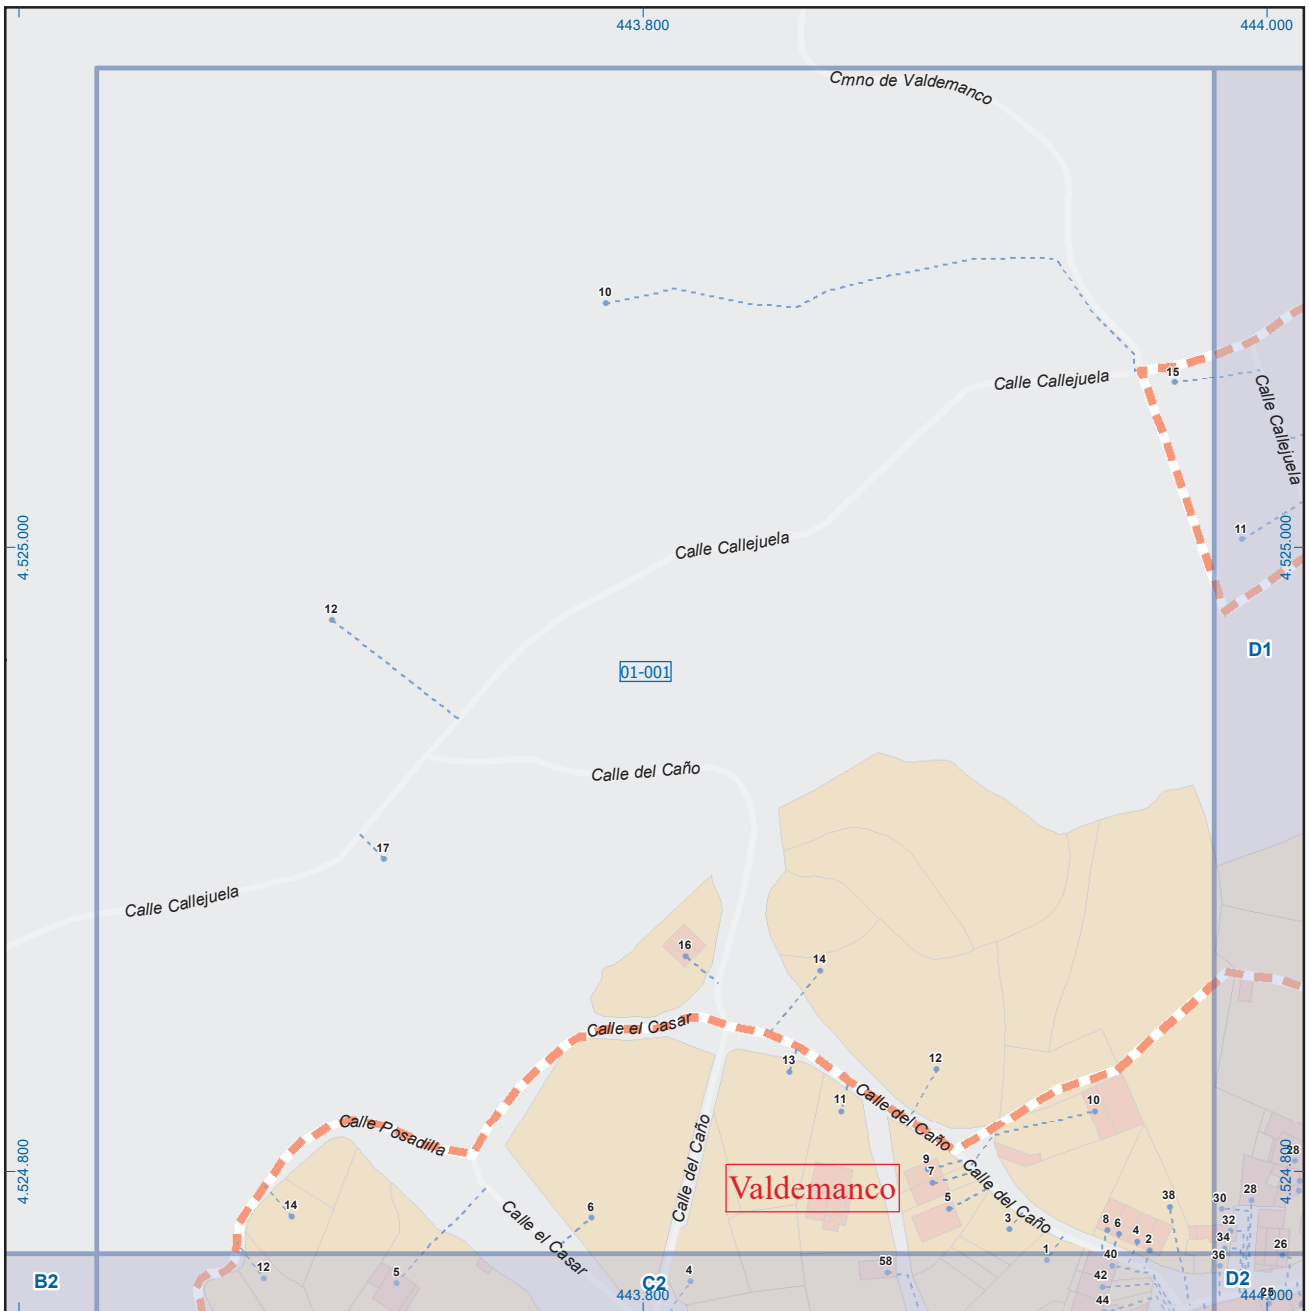 443.800
444.000
Cmno de Valdemanco
10
Calle Callejuela
15
Calle Callejuela
4.525.000
Calle Callejuela
11
4.525.000
12
D1
01-001
Calle del Caño
17
Calle Callejuela
16
14
Calle el Casar
13
12
11
Calle del Caño
10
Calle Posadilla
Calle del Caño
9
7
Calle del Caño
4.524.800
Valdemanco
28
4.524.800
14
6
Calle el Casar
5
3
1
8
6
4
2
38
30
28
32
34
36
26
40
B2
12
5
C2
4
58
42
44
D2
25
443.800
444.000